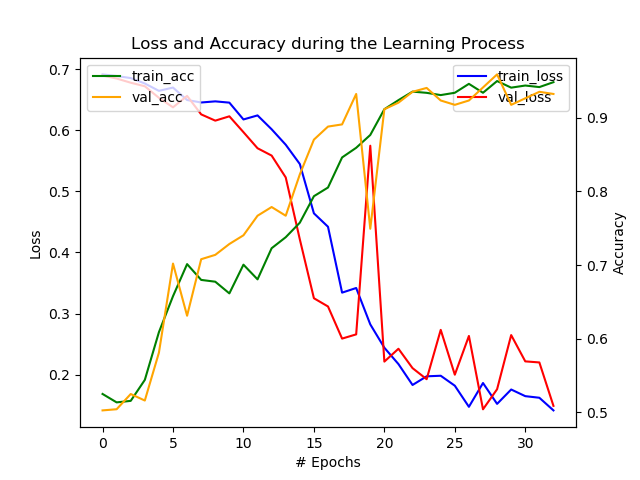 Loss and Accuracy during the Learning Process
train_acc
val_acc
train_loss
val_loss
0.7
0.6
0.5
0.4
0.3
0.2
Loss
0.9
0.8
0.7
0.6
0.5
Accuracy
0 5 10 15 20 25 30
# Epochs